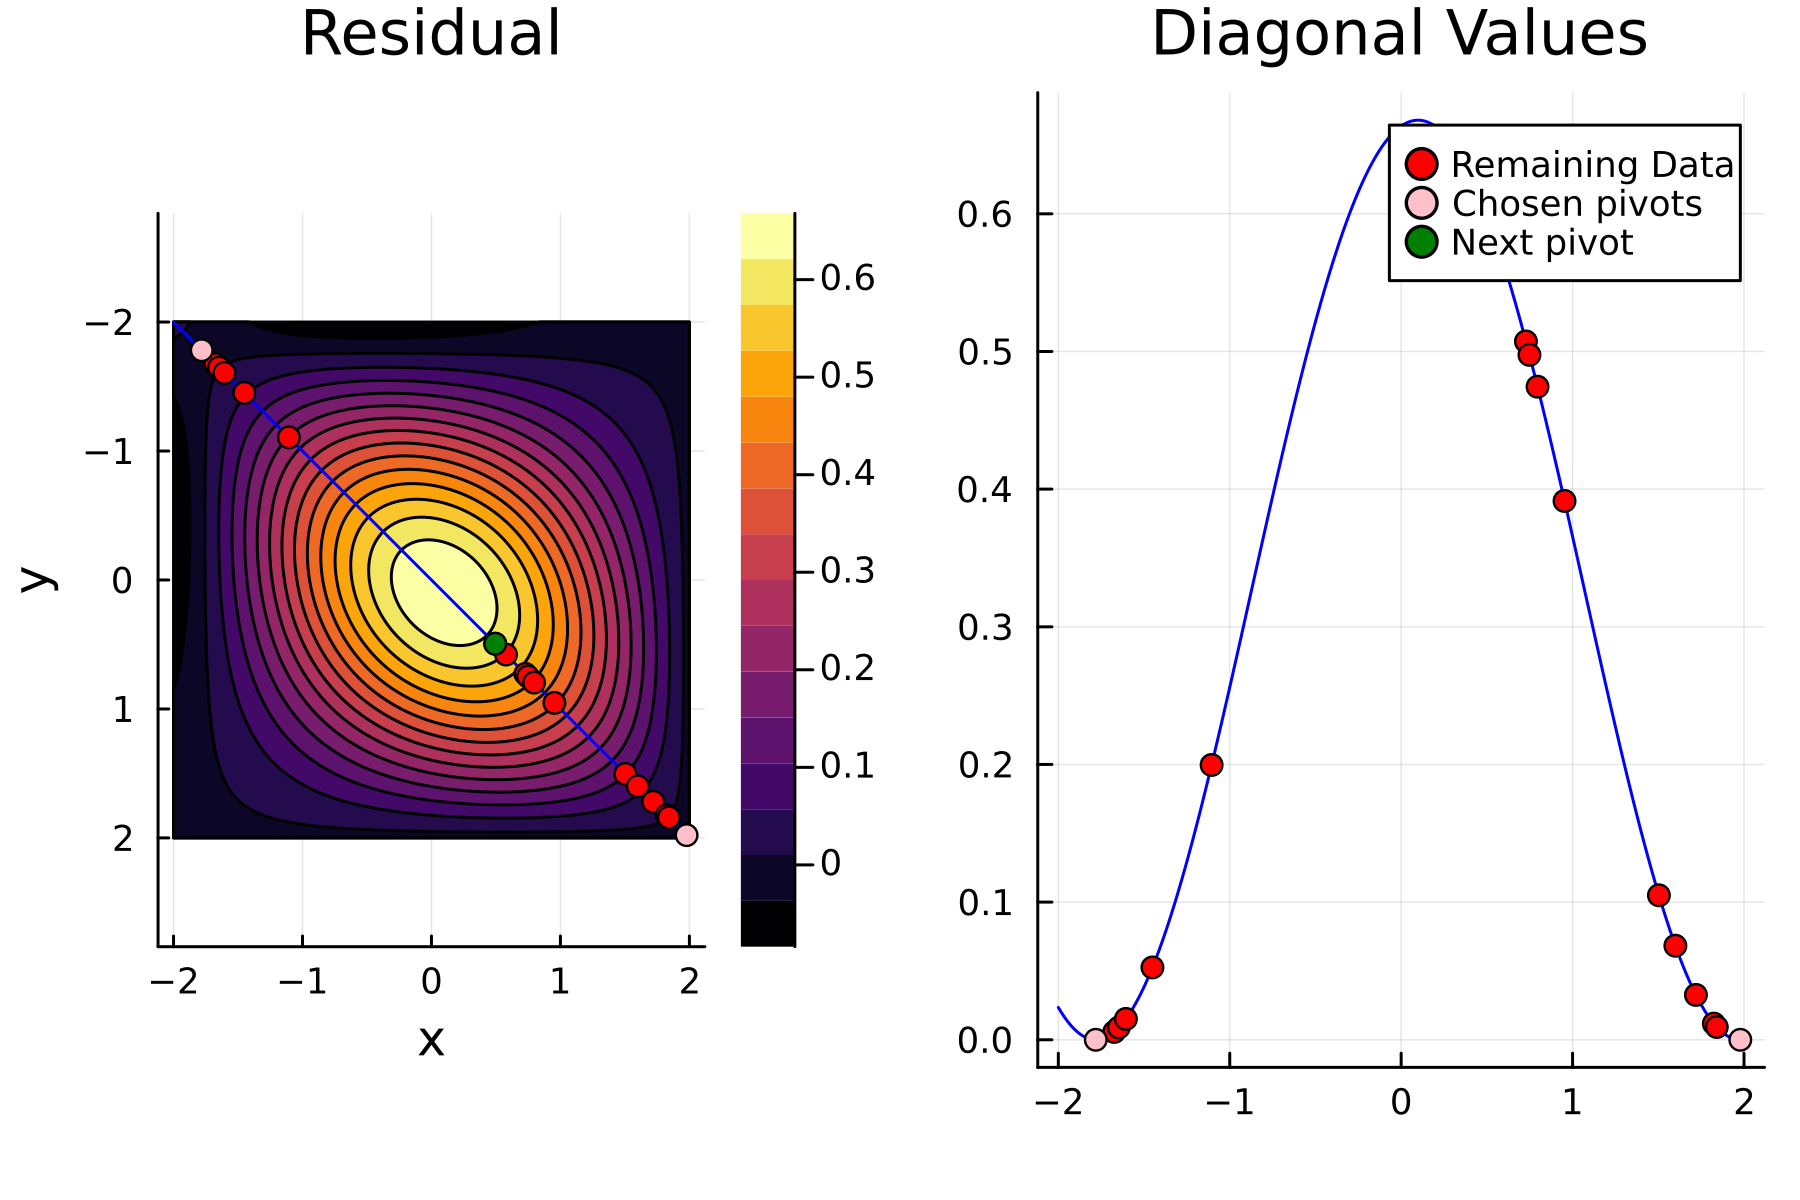 Residual
Diagonal Values
Remaining Data
Chosen pivots
Next pivot
−2
−1
0
1
2
y
−2 −1 0 1 2
x
0.6
0.5
0.4
0.3
0.2
0.1
0
0.6
0.5
0.4
0.3
0.2
0.1
0.0
−2 −1 0 1 2